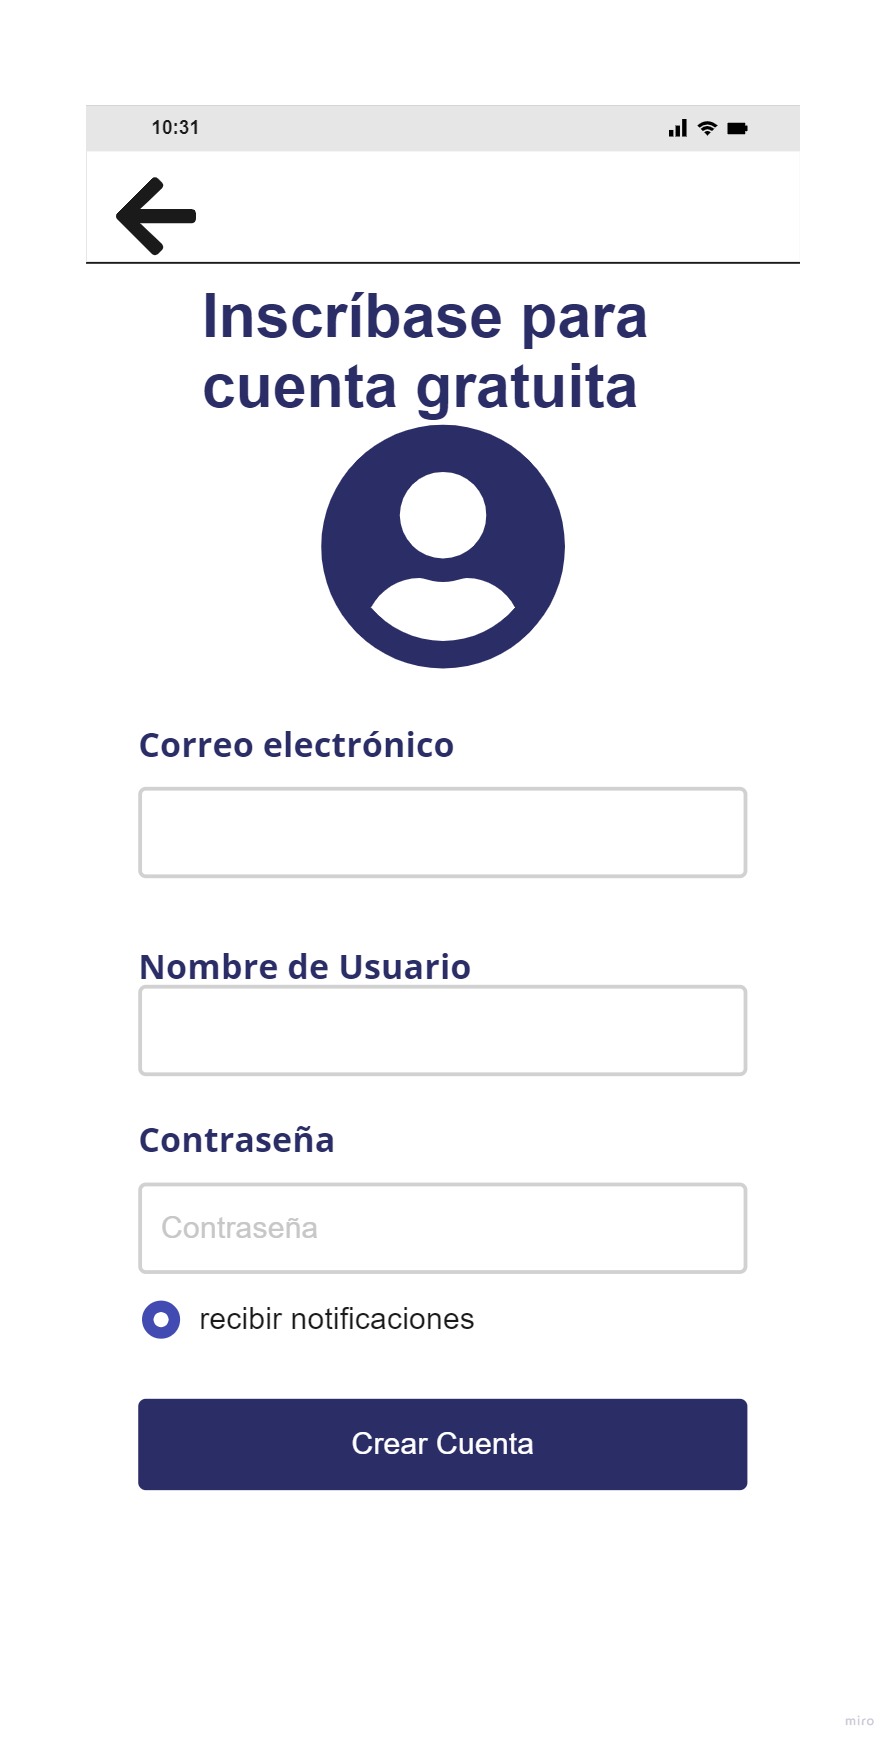 10:31
Inscríbase para
cuenta gratuita
Correo electrónico
Nombre de Usuario
Contraseña
Contraseña
recibir notificaciones
Crear Cuenta
miro